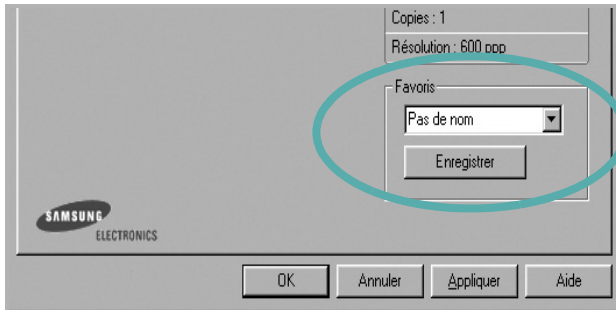 Copies : 1
Résolution : 600 ppp
Favoris
Pas de nom
Enregistrer
SAMSUNG
ELECTRONICS
OK Annuler Appliquer Aide